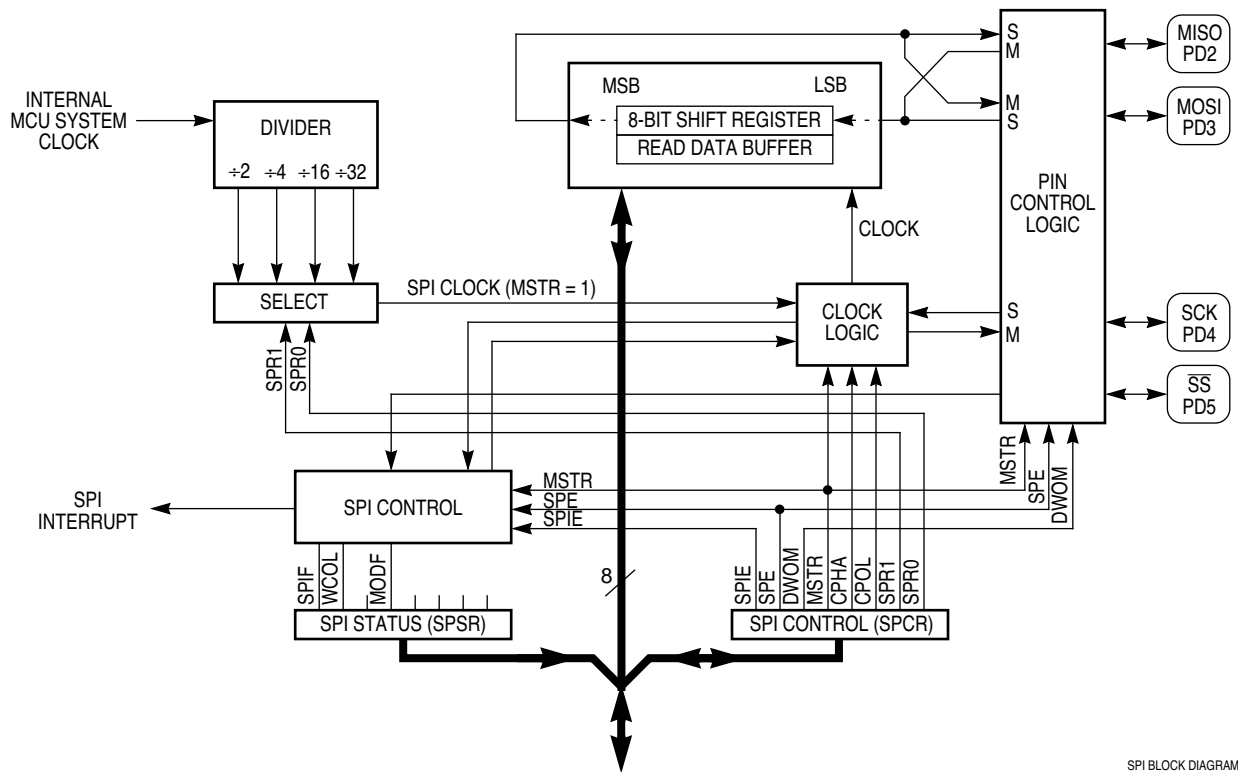 INTERNAL
MCU SYSTEM
CLOCK
DIVIDER
÷2 ÷4 ÷16 ÷32
SELECT
SPR1
SPR0
SPI CLOCK (MSTR = 1)
MSB LSB
8-BIT SHIFT REGISTER
READ DATA BUFFER
CLOCK
CLOCK
LOGIC
S
M
M
S
S
M
PIN
CONTROL
LOGIC
MISO
PD2
MOSI
PD3
SCK
PD4
SS
PD5
MSTR
SPE
DWOM
SPI
INTERRUPT
SPI CONTROL
MSTR
SPE
SPIE
SPIF
WCOL
MODF
SPI STATUS (SPSR)
8
SPIE
SPE
DWOM
MSTR
CPHA
CPOL
SPR1
SPR0
SPI CONTROL (SPCR)
SPI BLOCK DIAGRAM